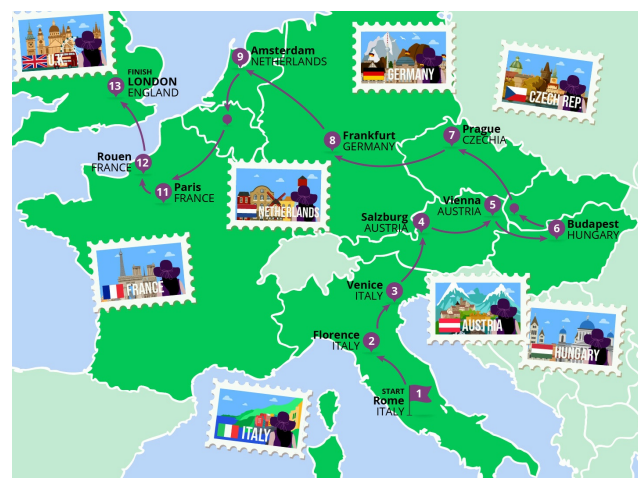 U.K
FINISH
13
LONDON
ENGLAND
9
Amsterdam
NETHERLANDS
GERMANY
CZECH REP
8
Frankfurt
GERMANY
7
Prague
CZECHIA
Rouen
FRANCE
12
11
Paris
FRANCE
NETHERLANDS
Vienna
AUSTRIA
5
Salzburg
AUSTRIA
4
6
Budapest
HUNGARY
FRANCE
Venice
ITALY
3
AUSTRIA
HUNGARY
Florence
ITALY
2
START
Rome
ITALY
1
ITALY